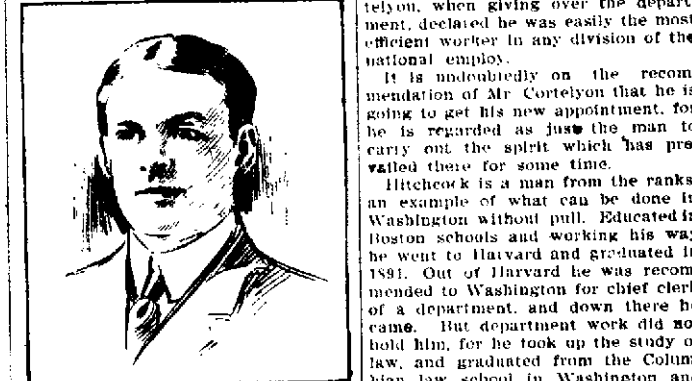 telyou, when giving over the depart
ment, declared he was easily the most
efficient worker in any division of the
national employ.
It is undoubtedly on the recom
mendation of Mr Cortelyou that he is
going to get his new appointment, for
he is regarded as just the man to
carry out the spirit which has pre
vailed there for some time.
Hitchcock is a man from the ranks,
an example of what can be done in
Washington without pull. Educated in
Boston schools and working his way
he went to Harvard and graduated in
1891. Out of Harvard he was recom
mended to Washington for chief clerk
of a department, and down there he
came. But department work did not
hold him, for he took up the study o
law, and graduated from the Colum
bian law school in Washington and